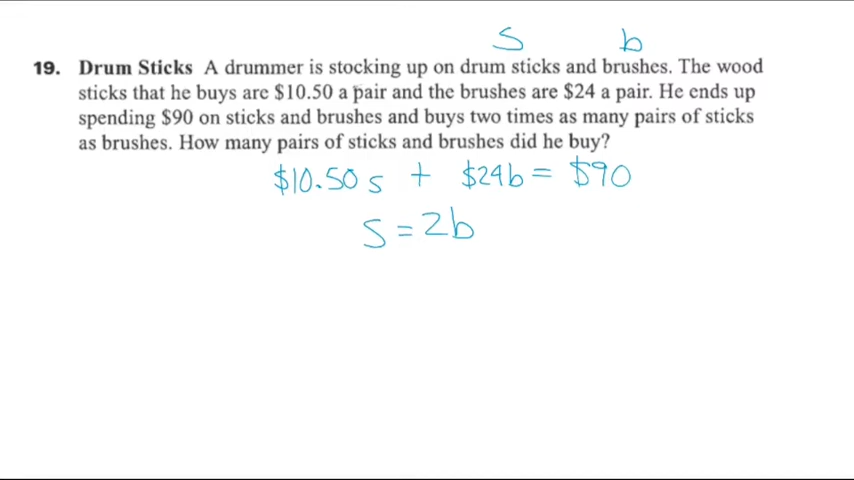 s b
19. Drum Sticks A drummer is stocking up on drum sticks and brushes. The wood
sticks that he buys are $10.50 a pair and the brushes are $24 a pair. He ends up
spending $90 on sticks and brushes and buys two times as many pairs of sticks
as brushes. How many pairs of sticks and brushes did he buy?
$10.50 s + $24b = $90
s = 2b